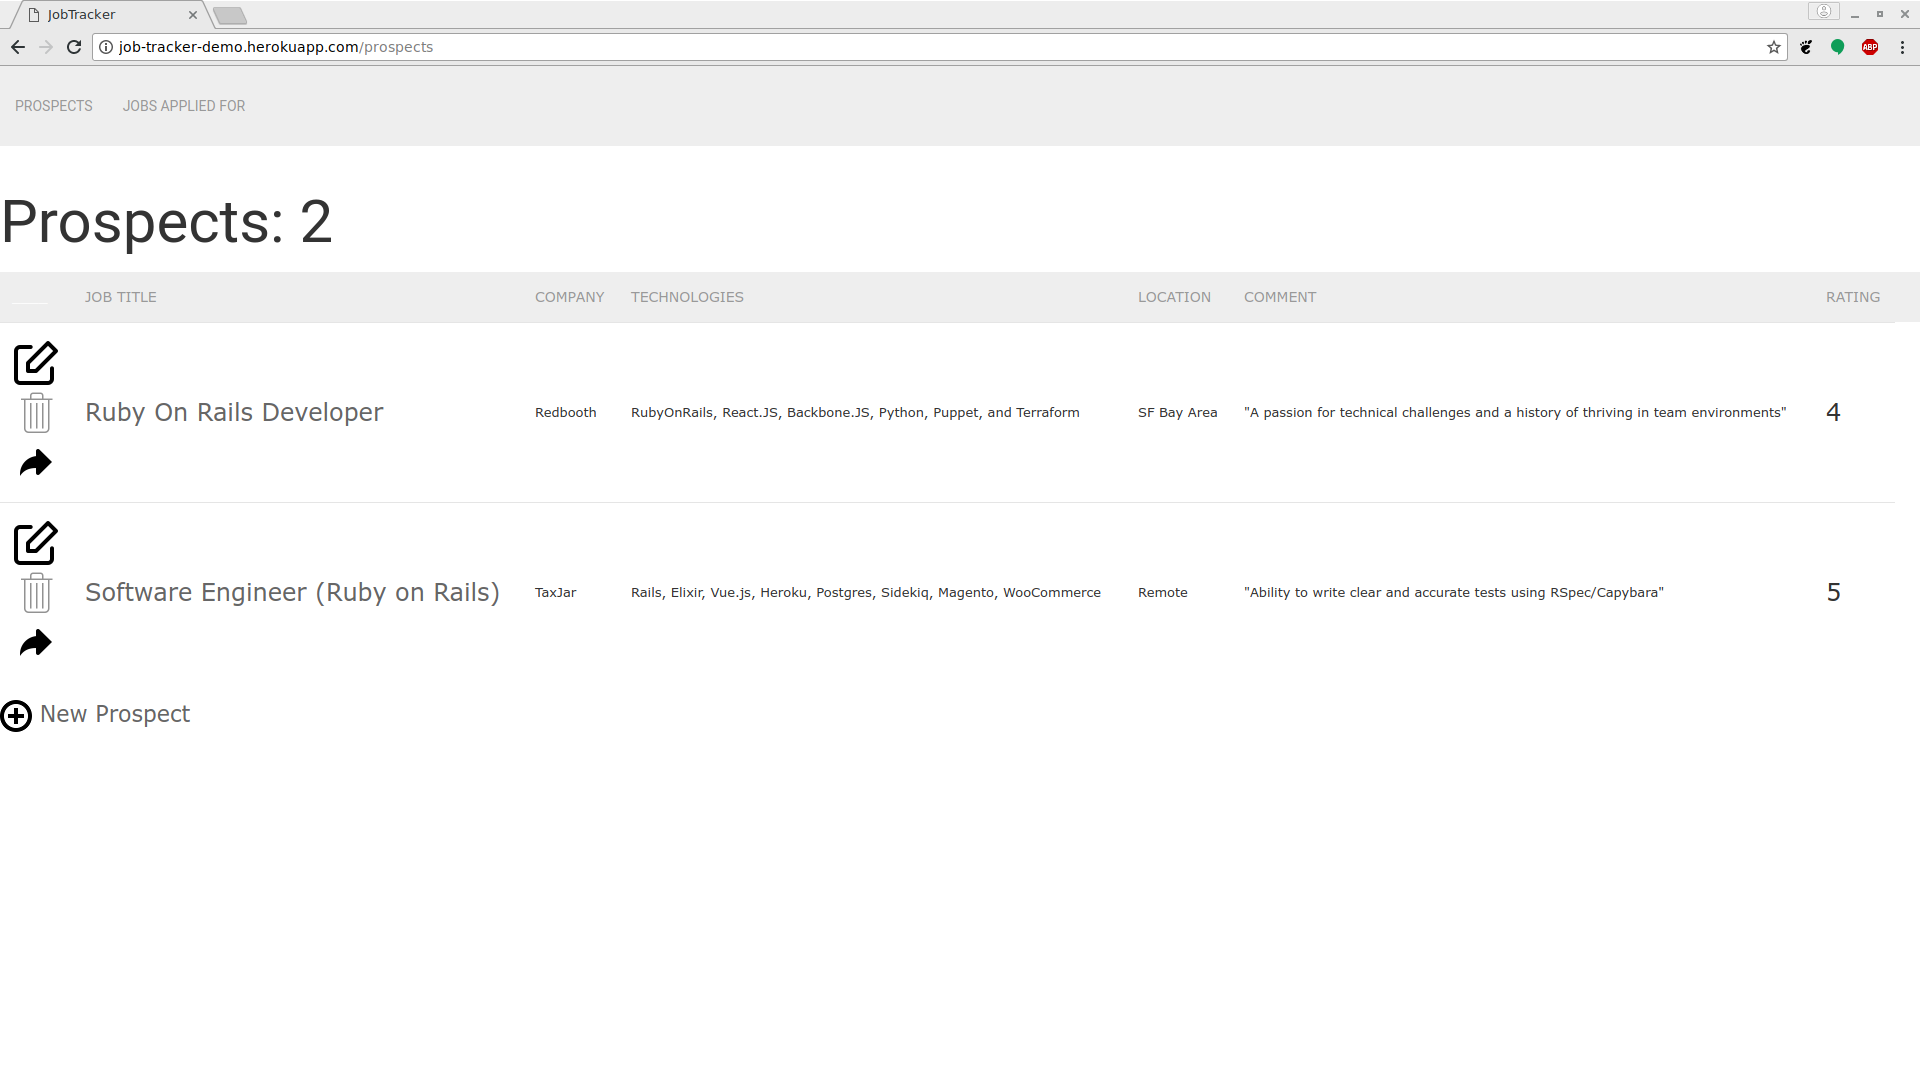 JobTracker
job-tracker-demo.herokuapp.com/prospects
ABP
PROSPECTS JOBS APPLIED FOR
Prospects: 2
JOB TITLE COMPANY TECHNOLOGIES LOCATION COMMENT RATING
Ruby On Rails Developer Redbooth RubyOnRails, React.JS, Backbone.JS, Python, Puppet, and Terraform SF Bay Area "A passion for technical challenges and a history of thriving in team environments" 4
Software Engineer (Ruby on Rails) TaxJar Rails, Elixir, Vue.js, Heroku, Postgres, Sidekiq, Magento, WooCommerce Remote "Ability to write clear and accurate tests using RSpec/Capybara" 5
New Prospect